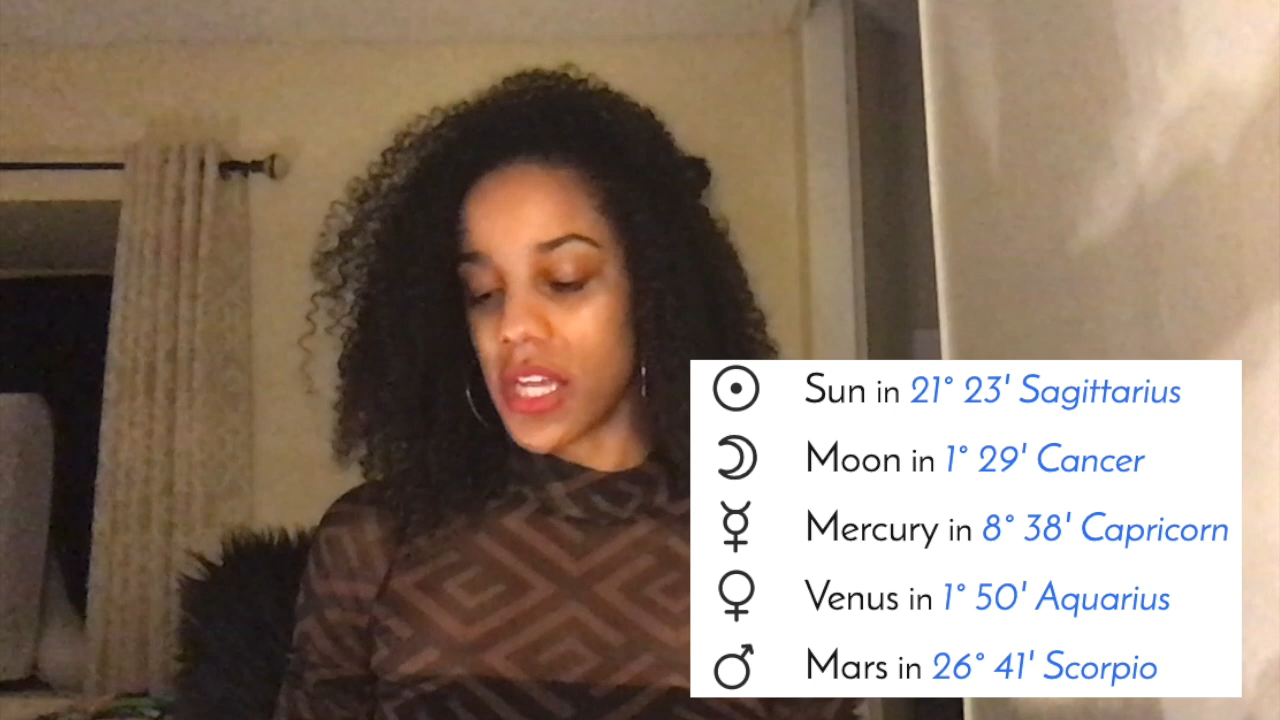 Sun in 21° 23' Sagittarius
Moon in 1° 29' Cancer
Mercury in 8° 38' Capricorn
Venus in 1° 50' Aquarius
Mars in 26° 41' Scorpio